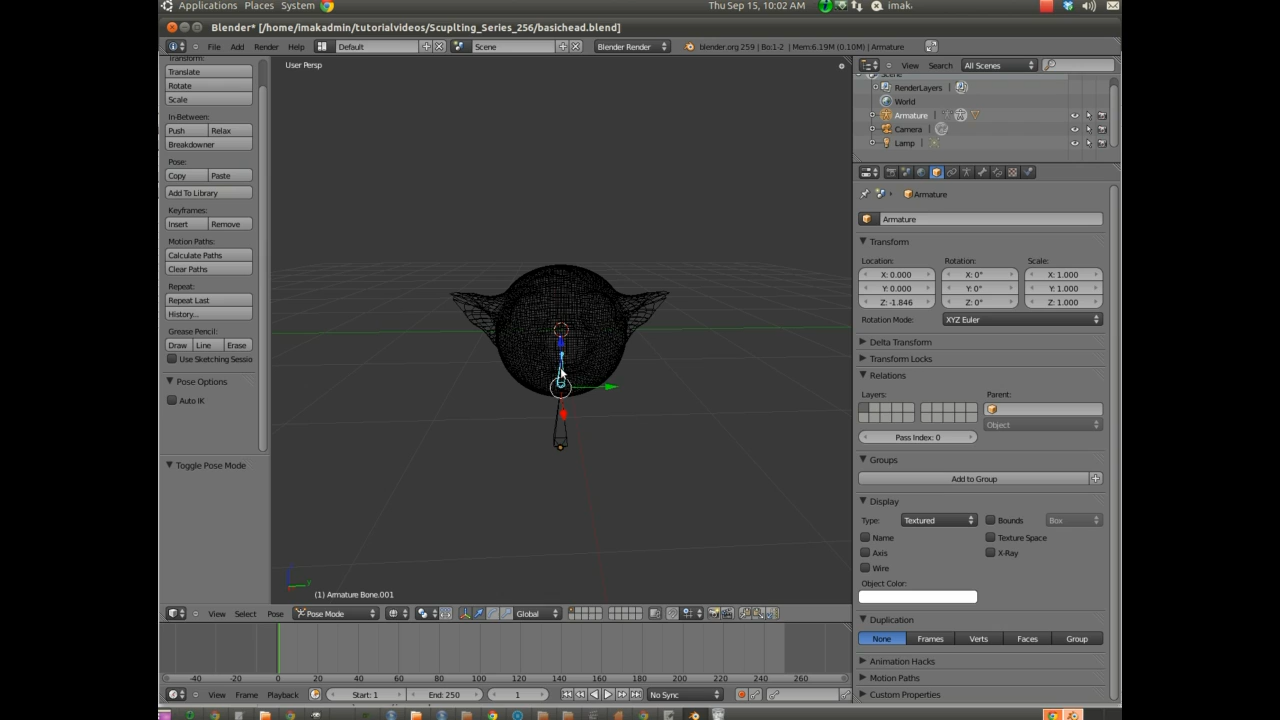 Applications Places System Thu Sep 15, 10:02 AM imak
Blender* [/home/imakadmin/tutorialvideos/Scuplting_Series_256/basichead.blend]
File Add Render Help Default Scene Blender Render blender.org 259 | Bo:1-2 | Mem:6.19M (0.10M) | Armature
Transform:
Translate
Rotate
Scale
In-Between:
Push Relax
Breakdowner
Pose:
Copy Paste
Add To Library
Keyframes:
Insert Remove
Motion Paths:
Calculate Paths
Clear Paths
Repeat:
Repeat Last
History...
Grease Pencil:
Draw Line Erase
Use Sketching Sessio
Pose Options
Auto IK
Toggle Pose Mode
User Persp
(1) Armature Bone.001
View Select Pose Pose Mode Global
-40 -20 0 20 40 60 80 100 120 140 160 180 200 220 240 260
View Frame Playback Start: 1 End: 250 1 No Sync
View Search All Scenes
Scene
RenderLayers
World
Armature
Camera
Lamp
Armature
Armature
Transform
Location: Rotation: Scale:
X: 0.000 X: 0° X: 1.000
Y: 0.000 Y: 0° Y: 1.000
Z: -1.846 Z: 0° Z: 1.000
Rotation Mode: XYZ Euler
Delta Transform
Transform Locks
Relations
Layers: Parent:
Object
Pass Index: 0
Groups
Add to Group
Display
Type: Textured Bounds Box
Name Texture Space
Axis X-Ray
Wire
Object Color:
Duplication
None Frames Verts Faces Group
Animation Hacks
Motion Paths
Custom Properties